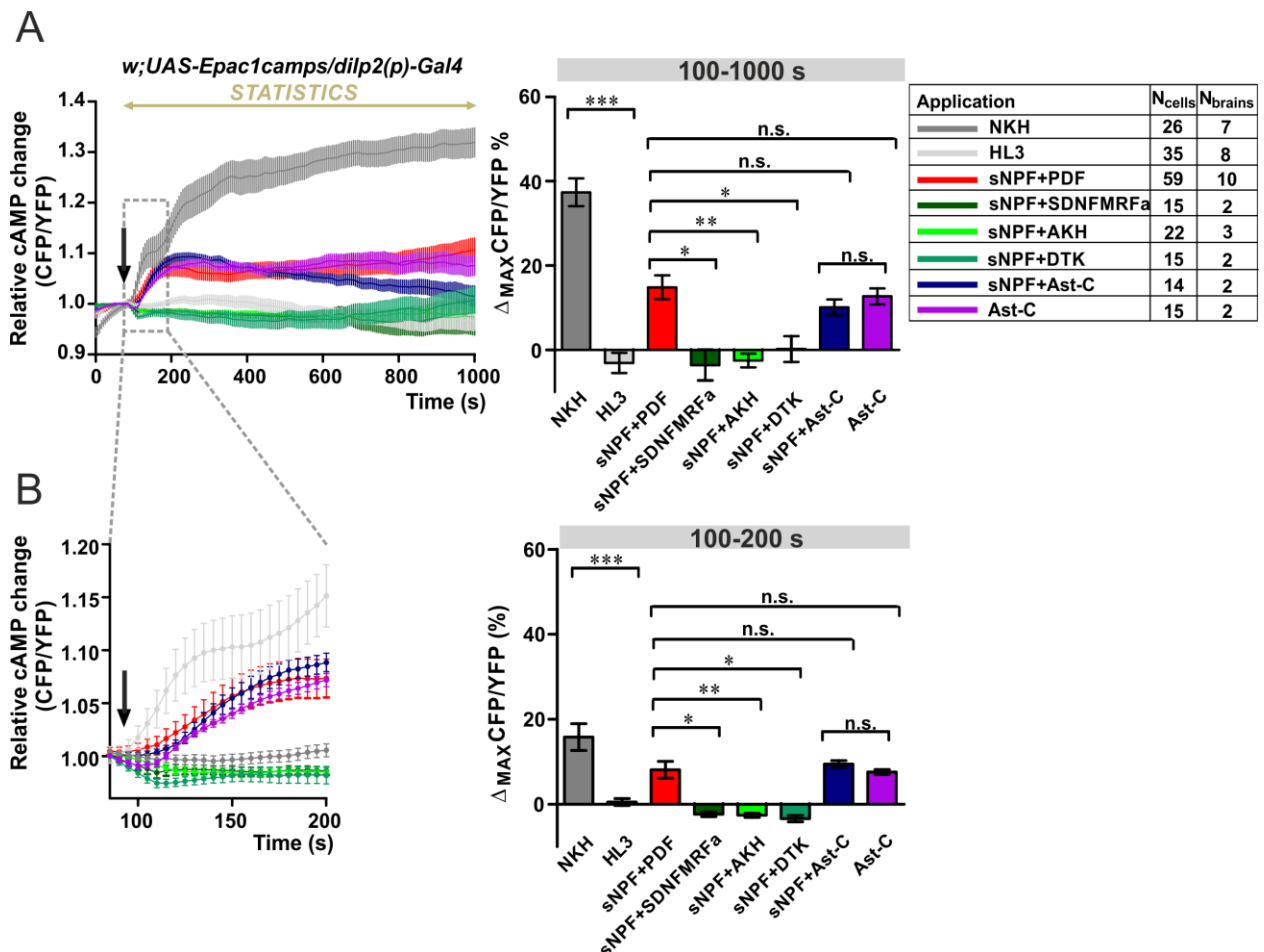 A
w;UAS-Epac1camps/dilp2(p)-Gal4
STATISTICS
Relative cAMP change
(CFP/YFP)
1.4
1.3
1.2
1.1
1.0
0.9
0 200 400 600 800 1000
Time (s)
100-1000 s
ΔMAX CFP/YFP %
60
40
20
0
***
n.s.
n.s.
*
**
*
n.s.
NKH
HL3
sNPF+PDF
sNPF+SDNFMRFa
sNPF+AKH
sNPF+DTK
sNPF+Ast-C
Ast-C
Application Ncells Nbrains
NKH 26 7
HL3 35 8
sNPF+PDF 59 10
sNPF+SDNFMRFa 15 2
sNPF+AKH 22 3
sNPF+DTK 15 2
sNPF+Ast-C 14 2
Ast-C 15 2
B
Relative cAMP change
(CFP/YFP)
1.20
1.15
1.10
1.05
1.00
100 150 200
Time (s)
100-200 s
ΔMAX CFP/YFP (%)
60
40
20
0
***
n.s.
n.s.
*
**
*
n.s.
NKH
HL3
sNPF+PDF
sNPF+SDNFMRFa
sNPF+AKH
sNPF+DTK
sNPF+Ast-C
Ast-C